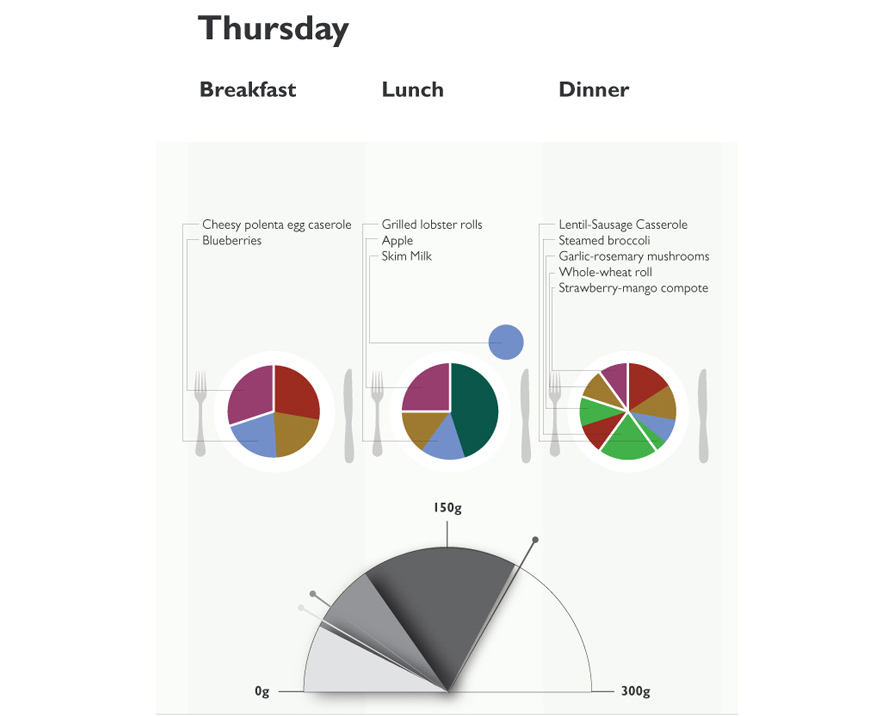 Thursday
Breakfast
Lunch
Dinner
Cheesy polenta egg caserole
Blueberries
Grilled lobster rolls
Apple
Skim Milk
Lentil-Sausage Casserole
Steamed broccoli
Garlic-rosemary mushrooms
Whole-wheat roll
Strawberry-mango compote
150g
0g
300g